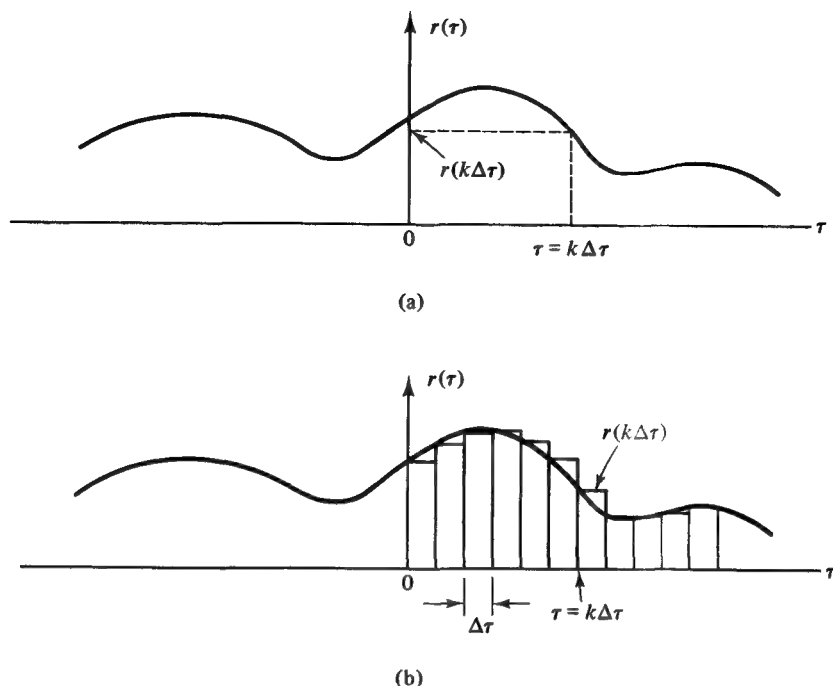 r(τ)
r(kΔτ)
τ
0
τ = kΔτ
(a)
r(τ)
r(kΔτ)
τ
0
τ = kΔτ
Δτ
(b)